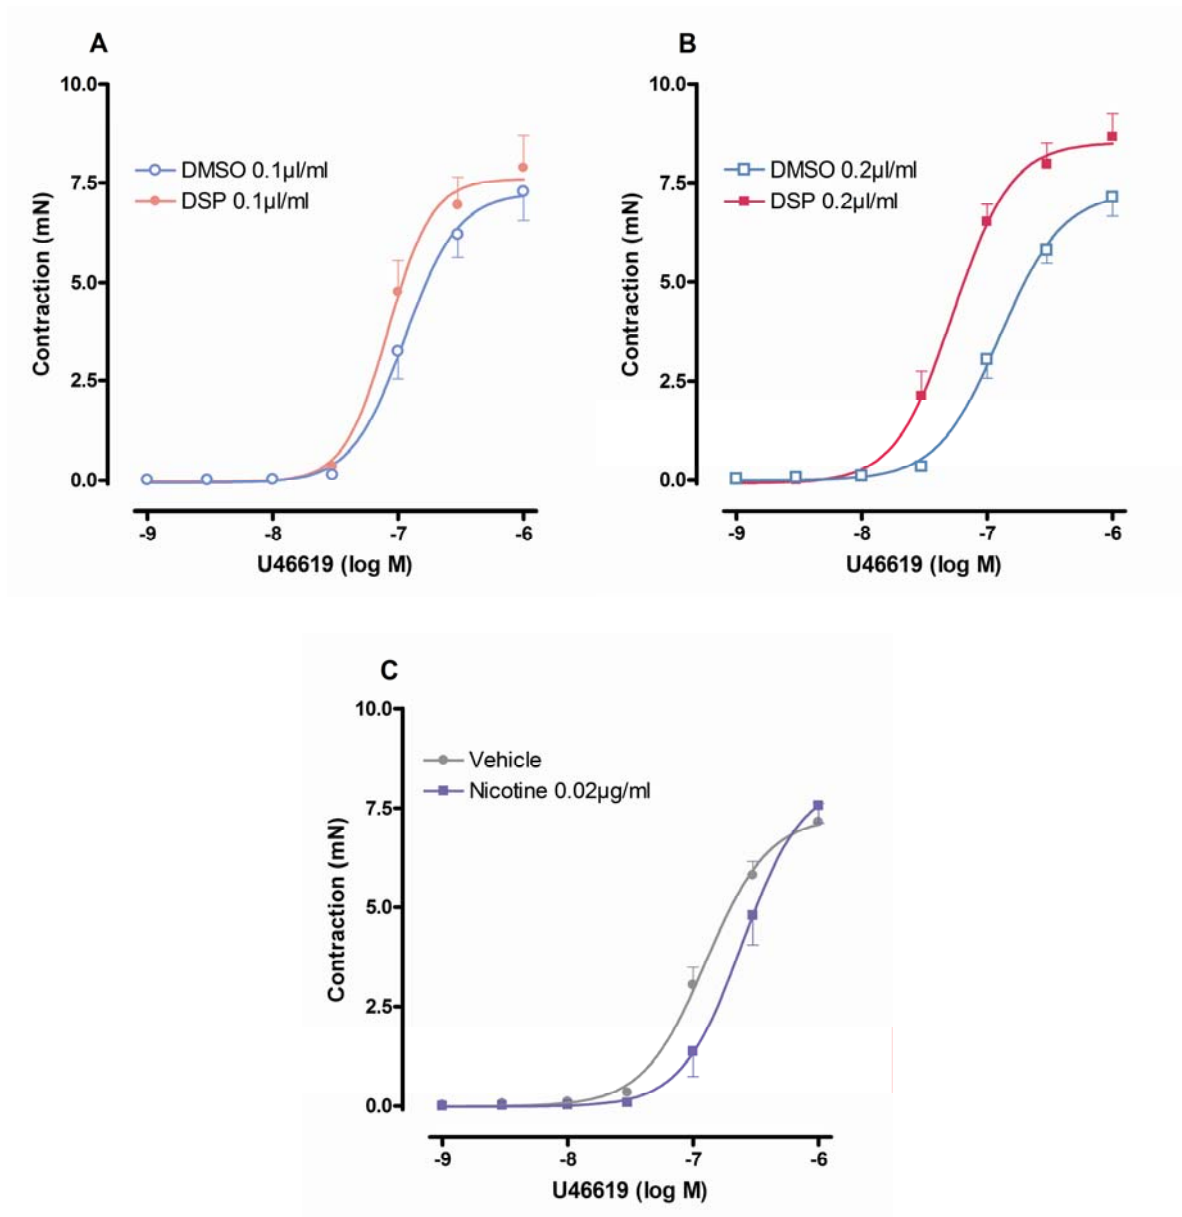 A
10.0
7.5
5.0
2.5
0.0
Contraction (mN)
DMSO 0.1µl/ml
DSP 0.1µl/ml
-9 -8 -7 -6
U46619 (log M)
B
10.0
7.5
5.0
2.5
0.0
Contraction (mN)
DMSO 0.2µl/ml
DSP 0.2µl/ml
-9 -8 -7 -6
U46619 (log M)
C
10.0
7.5
5.0
2.5
0.0
Contraction (mN)
Vehicle
Nicotine 0.02µg/ml
-9 -8 -7 -6
U46619 (log M)